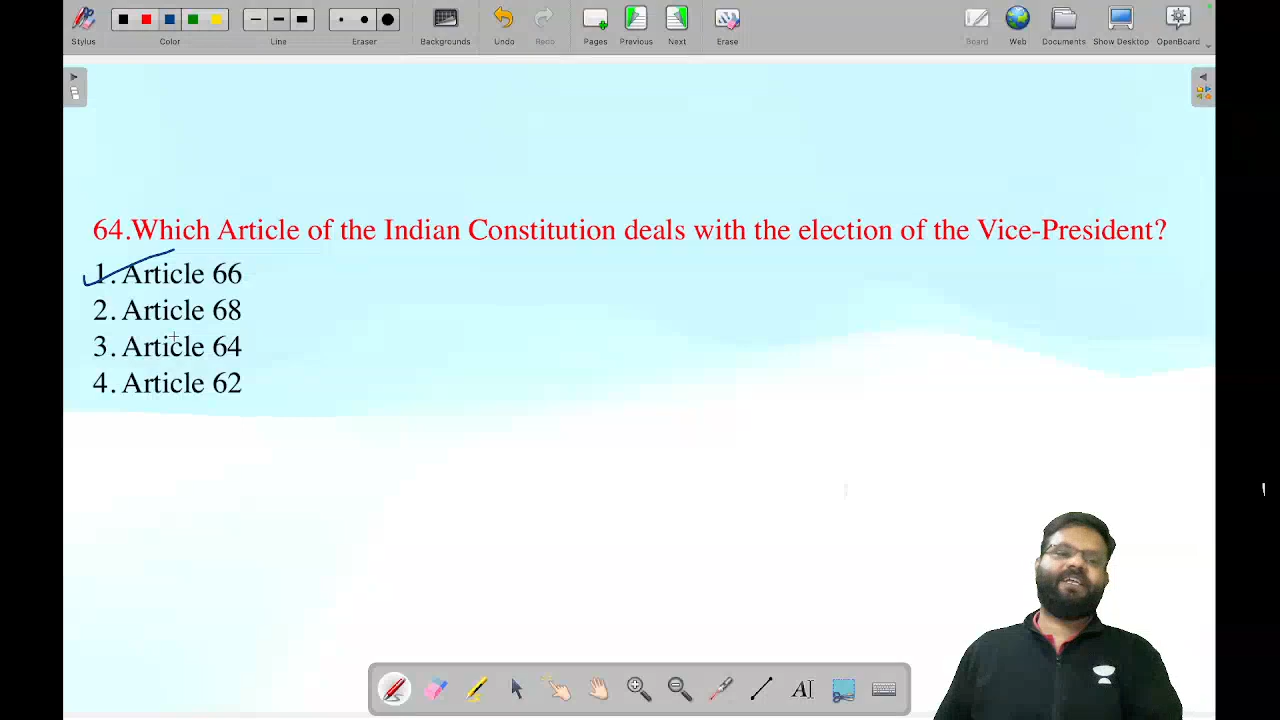 Stylus
Color
Line
Eraser
Backgrounds
Undo
Redo
Pages
Previous
Next
Erase
Board
Web
Documents
Show Desktop
OpenBoard
64.Which Article of the Indian Constitution deals with the election of the Vice-President?
1. Article 66
2. Article 68
3. Article 64
4. Article 62